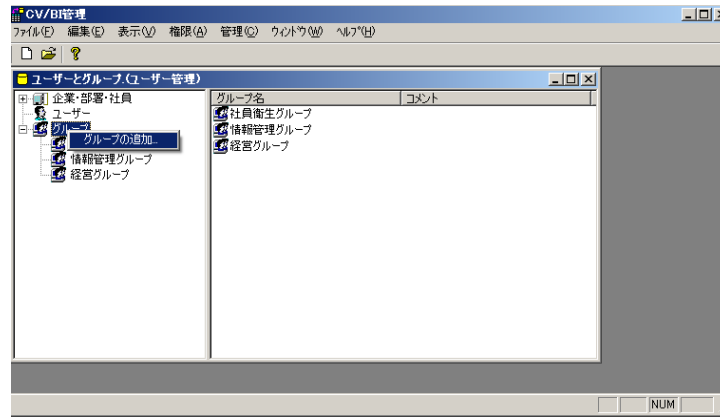 CV/BI管理
ファイル(F) 編集(E) 表示(V) 権限(A) 管理(C) ウィンドウ(W) ヘルプ(H)
ユーザーとグループ.(ユーザー管理)
企業・部署・社員
ユーザー
グループ
グループの追加...
情報管理グループ
経営グループ
グループ名 コメント
社員衛生グループ
情報管理グループ
経営グループ
NUM